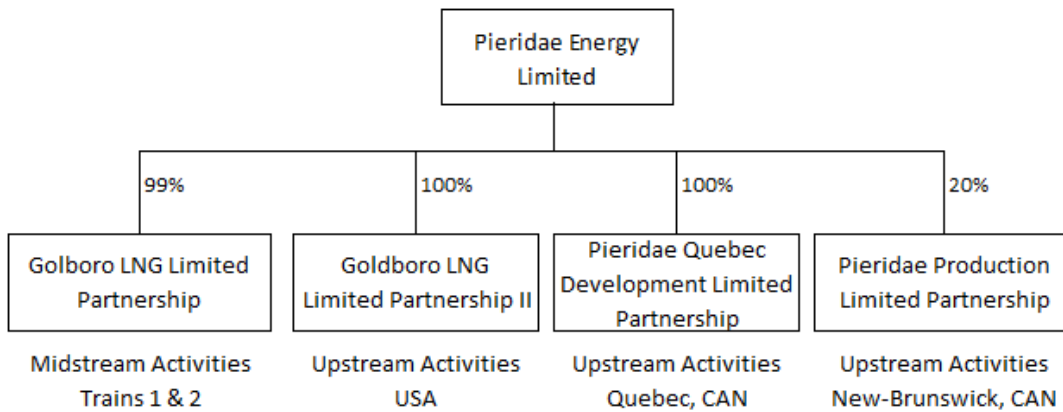 Pieridae Energy
Limited
99%
100%
100%
20%
Golboro LNG Limited
Partnership
Goldboro LNG
Limited Partnership II
Pieridae Quebec
Development Limited
Partnership
Pieridae Production
Limited Partnership
Midstream Activities
Trains 1 & 2
Upstream Activities
USA
Upstream Activities
Quebec, CAN
Upstream Activities
New-Brunswick, CAN